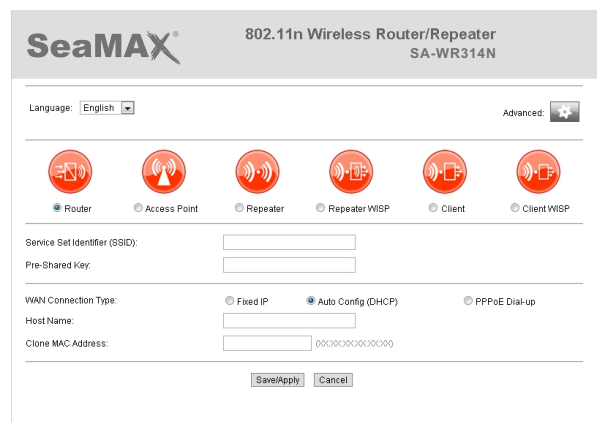 SeaMAX®
802.11n Wireless Router/Repeater
SA-WR314N
Language: English
Advanced:
Router Access Point Repeater Repeater WISP Client Client WISP
Service Set Identifier (SSID):
Pre-Shared Key:
WAN Connection Type: Fixed IP Auto Config (DHCP) PPPoE Dial-up
Host Name:
Clone MAC Address: (XXXXXXXXXXXX)
Save/Apply Cancel